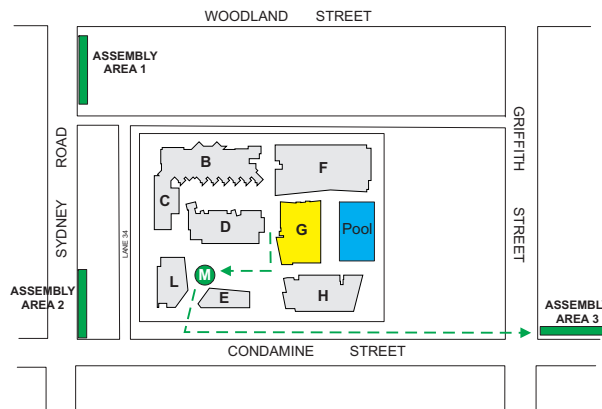 WOODLAND STREET
ASSEMBLY
AREA 1
SYDNEY ROAD
LANE 34
GRIFFITH STREET
B
F
C
D
G
Pool
L
M
E
H
ASSEMBLY
AREA 2
ASSEMBL
AREA 3
CONDAMINE STREET